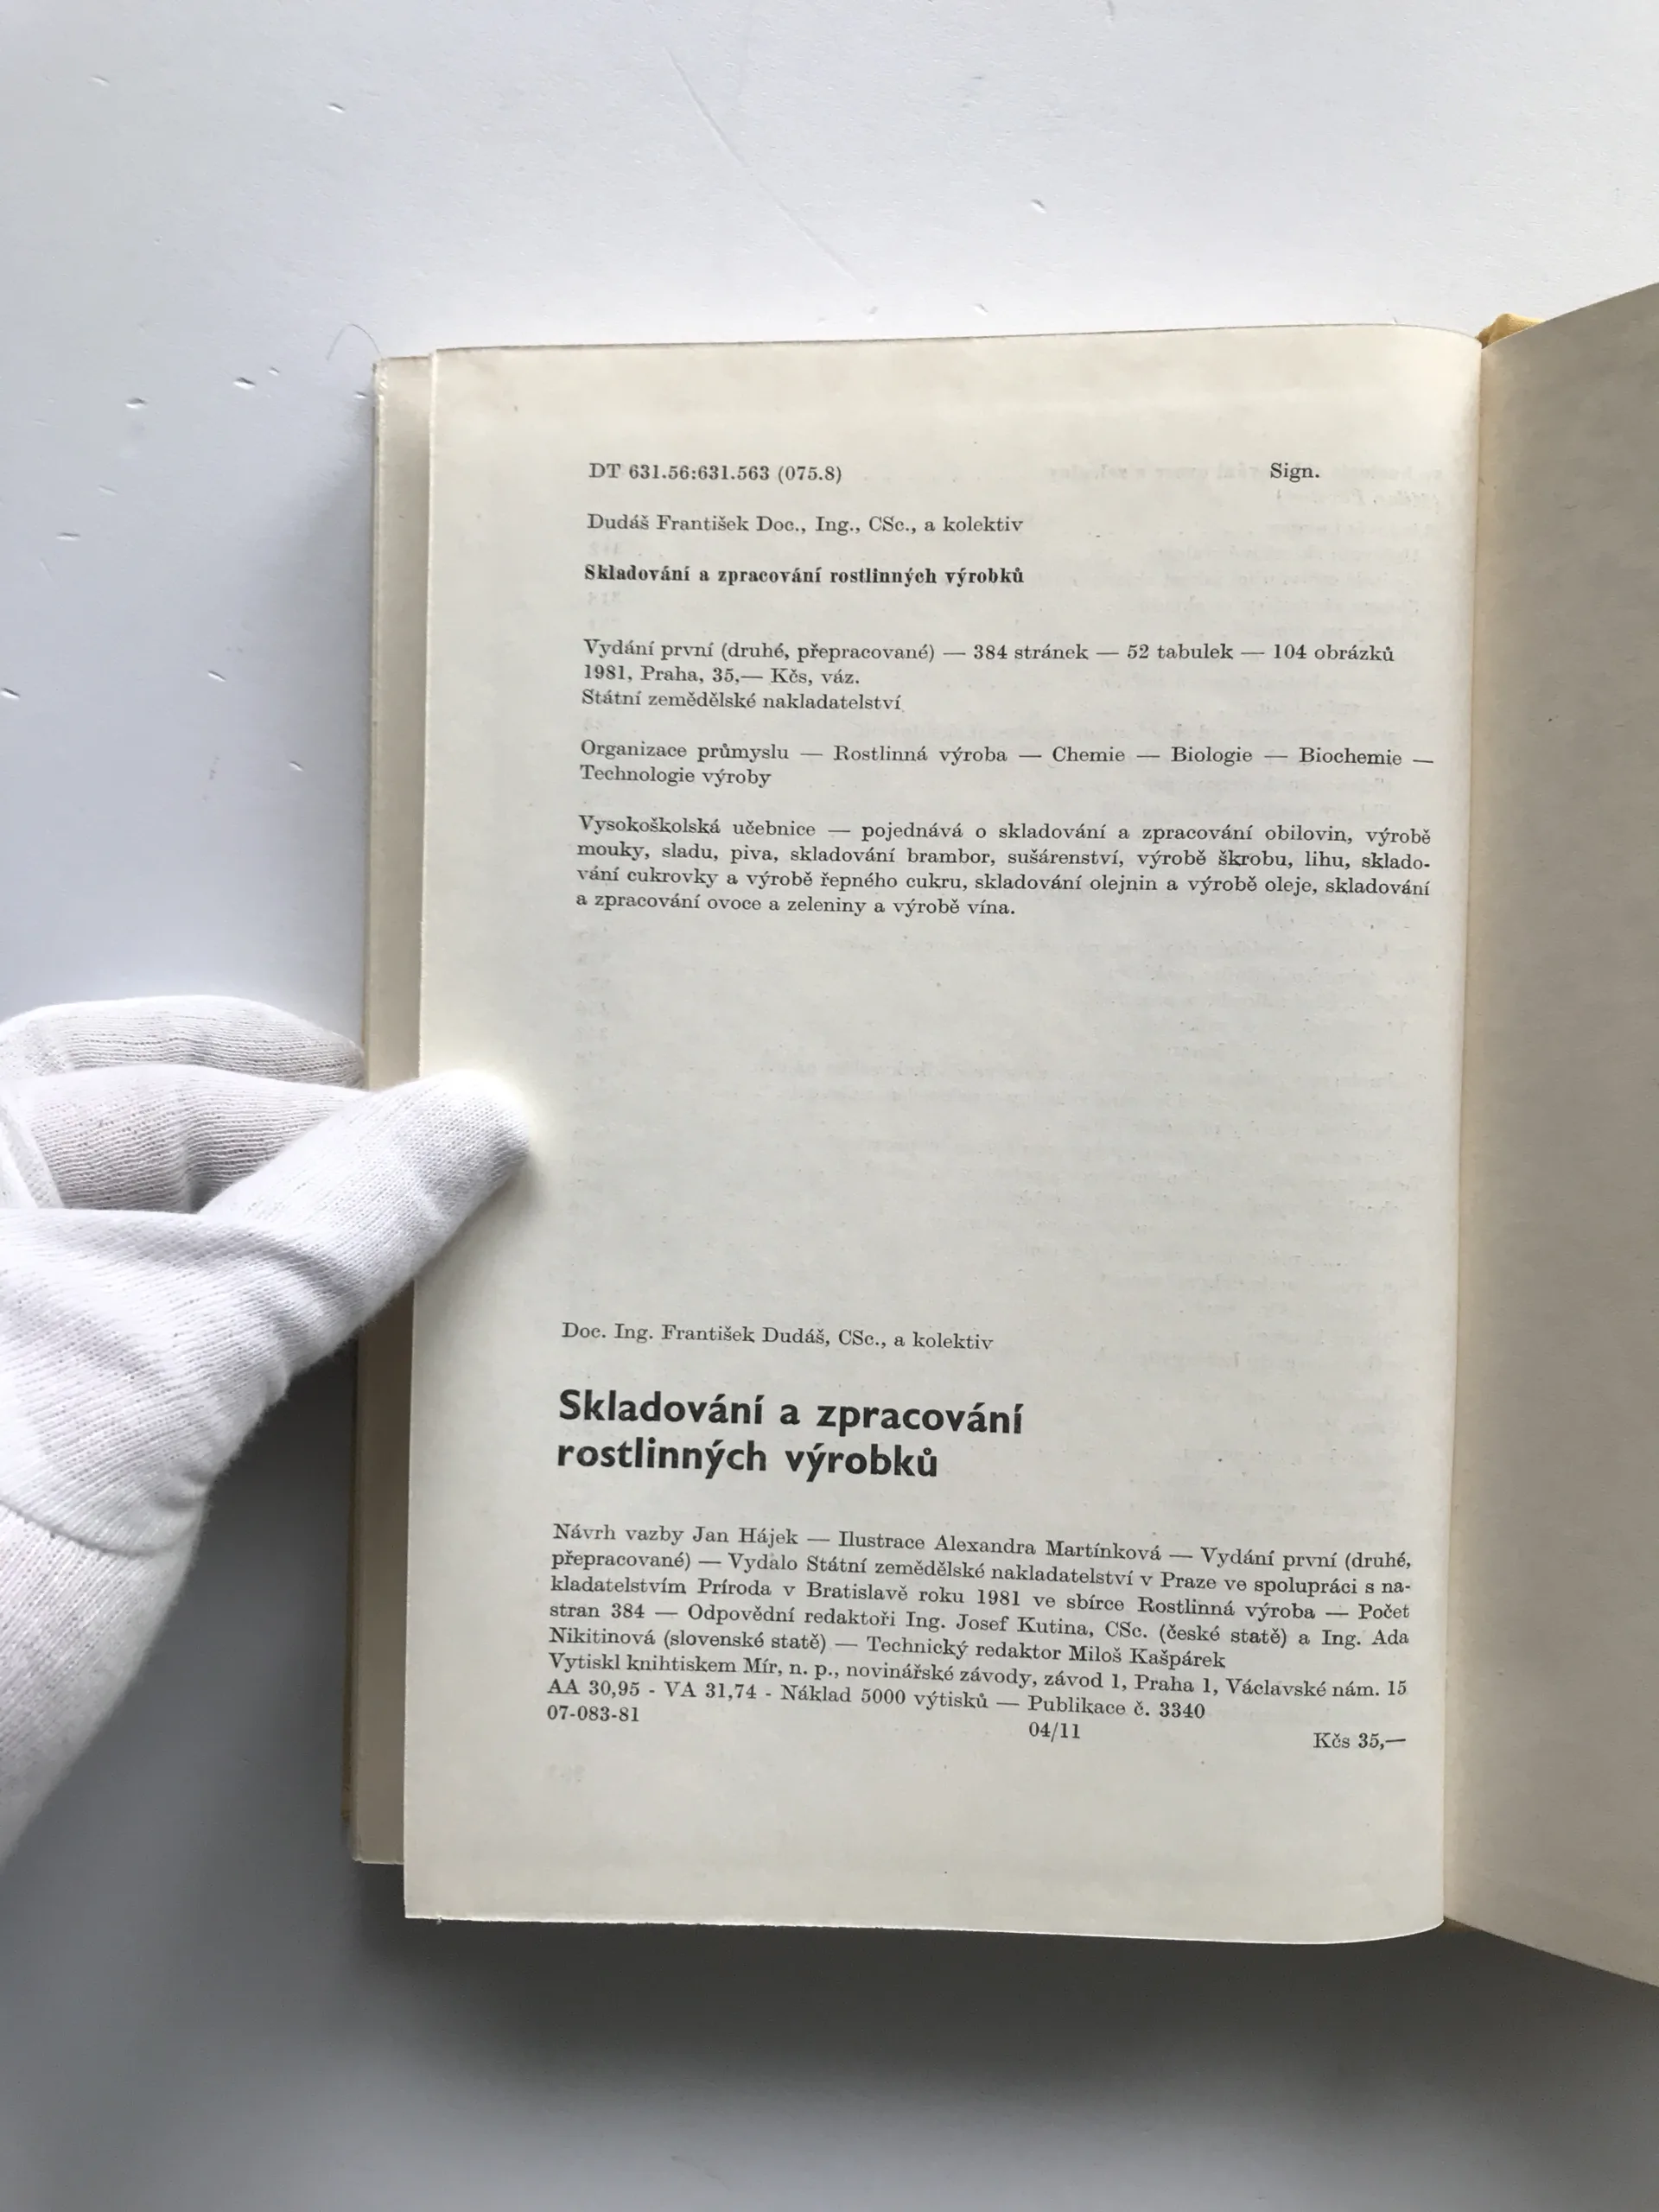 DT 631.56:631.563 (075.8) Sign.
Dudáš František Doc., Ing., CSc., a kolektiv
Skladování a zpracování rostlinných výrobků
Vydání první (druhé, přepracované) — 384 stránek — 52 tabulek — 104 obrázků
1981, Praha, 35,— Kčs, váz.
Státní zemědělské nakladatelství
Organizace průmyslu — Rostlinná výroba — Chemie — Biologie — Biochemie —
Technologie výroby
Vysokoškolská učebnice — pojednává o skladování a zpracování obilovin, výrobě
mouky, sladu, piva, skladování brambor, sušárenství, výrobě škrobu, lihu, sklado-
vání cukrovky a výrobě řepného cukru, skladování olejnin a výrobě oleje, skladování
a zpracování ovoce a zeleniny a výrobě vína.
Doc. Ing. František Dudáš, CSc., a kolektiv
Skladování a zpracování
rostlinných výrobků
Návrh vazby Jan Hájek — Ilustrace Alexandra Martínková — Vydání první (druhé,
přepracované) — Vydalo Státní zemědělské nakladatelství v Praze ve spolupráci s na-
kladatelstvím Príroda v Bratislavě roku 1981 ve sbírce Rostlinná výroba — Počet
stran 384 — Odpovědní redaktoři Ing. Josef Kutina, CSc. (české statě) a Ing. Ada
Nikitinová (slovenské statě) — Technický redaktor Miloš Kašpárek
Vytiskl knihtiskem Mír, n. p., novinářské závody, závod 1, Praha 1, Václavské nám. 15
AA 30,95 - VA 31,74 - Náklad 5000 výtisků — Publikace č. 3340
07-083-81 04/11 Kčs 35,—